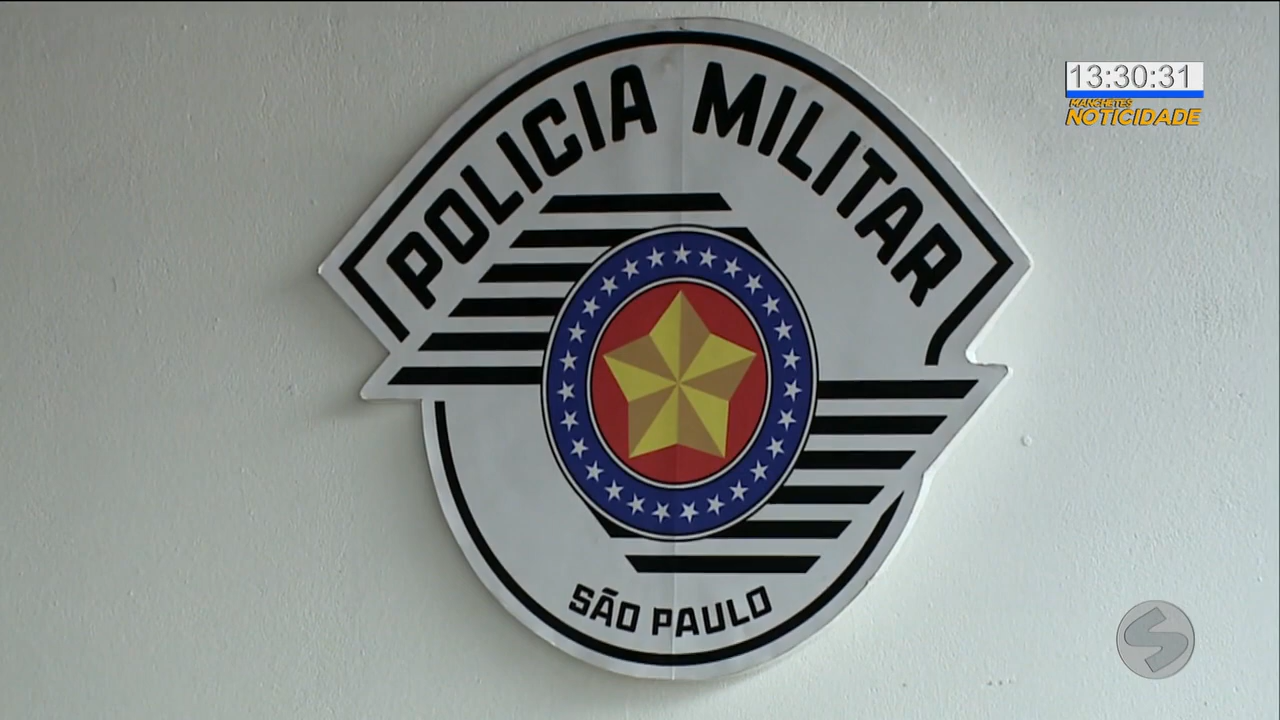 POLICIA MILITAR
SÃO PAULO
13:30:31
MANCHETES
NOTICIDADE